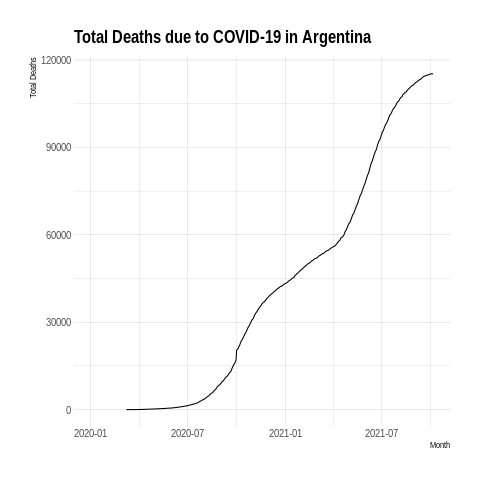 Total Deaths due to COVID-19 in Argentina
Total Deaths
120000
90000
60000
30000
0
2020-01 2020-07 2021-01 2021-07
Month